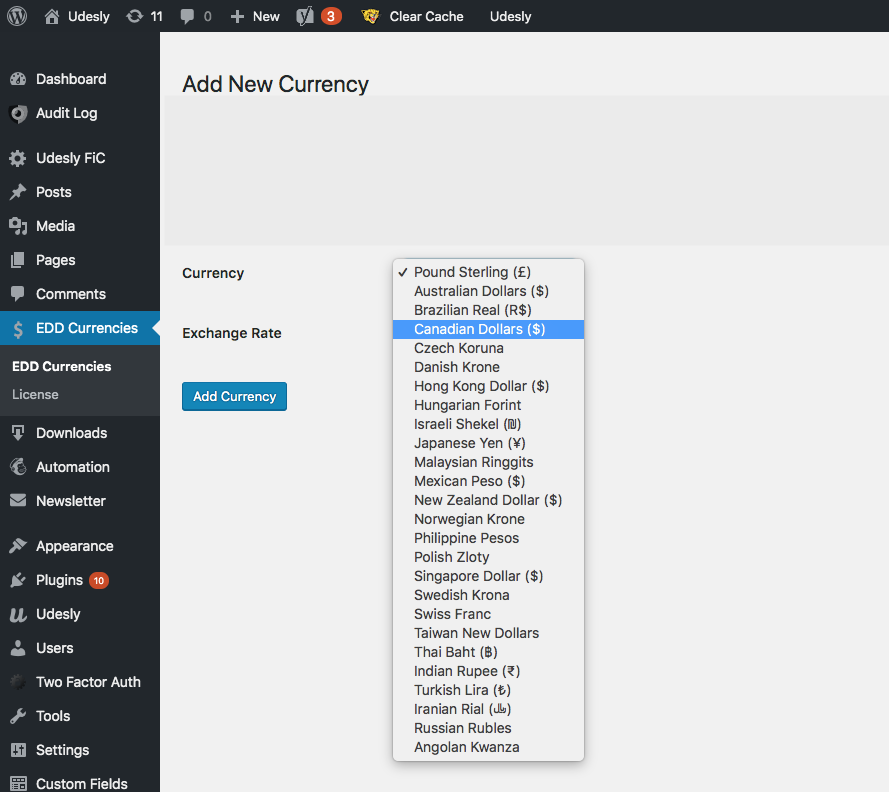 Udesly 11 0 New 3 Clear Cache Udesly
Dashboard
Audit Log
Udesly FiC
Posts
Media
Pages
Comments
EDD Currencies
EDD Currencies
License
Downloads
Automation
Newsletter
Appearance
Plugins 10
Udesly
Users
Two Factor Auth
Tools
Settings
Custom Fields
Add New Currency
Currency
Exchange Rate
Add Currency
✓ Pound Sterling (£)
Australian Dollars ($)
Brazilian Real (R$)
Canadian Dollars ($)
Czech Koruna
Danish Krone
Hong Kong Dollar ($)
Hungarian Forint
Israeli Shekel (₪)
Japanese Yen (¥)
Malaysian Ringgits
Mexican Peso ($)
New Zealand Dollar ($)
Norwegian Krone
Philippine Pesos
Polish Zloty
Singapore Dollar ($)
Swedish Krona
Swiss Franc
Taiwan New Dollars
Thai Baht (฿)
Indian Rupee (₹)
Turkish Lira (₺)
Iranian Rial (﷼)
Russian Rubles
Angolan Kwanza